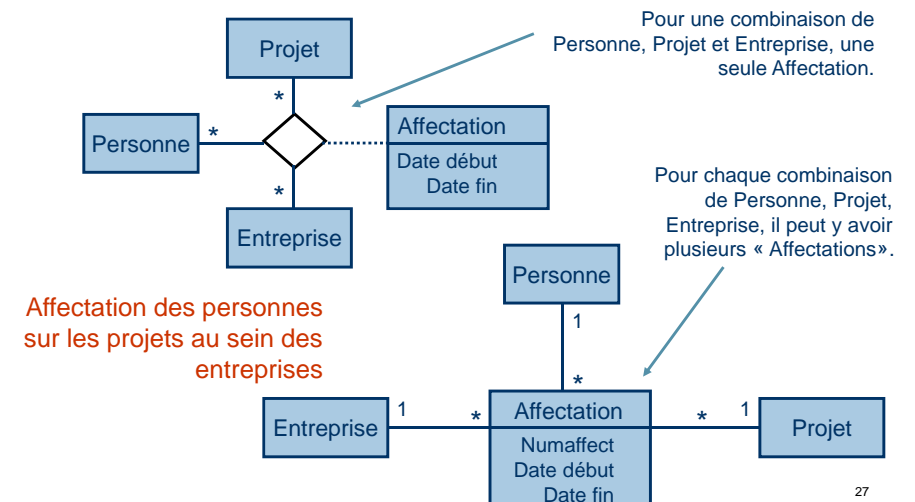 Pour une combinaison de
Personne, Projet et Entreprise, une
seule Affectation.
Projet
*
Personne
*
Affectation
Date début
Date fin
*
Entreprise
Pour chaque combinaison
de Personne, Projet,
Entreprise, il peut y avoir
plusieurs « Affectations».
Affectation des personnes
sur les projets au sein des
entreprises
Personne
1
*
Entreprise
1
*
Affectation
Numaffect
Date début
Date fin
*
1
Projet
27